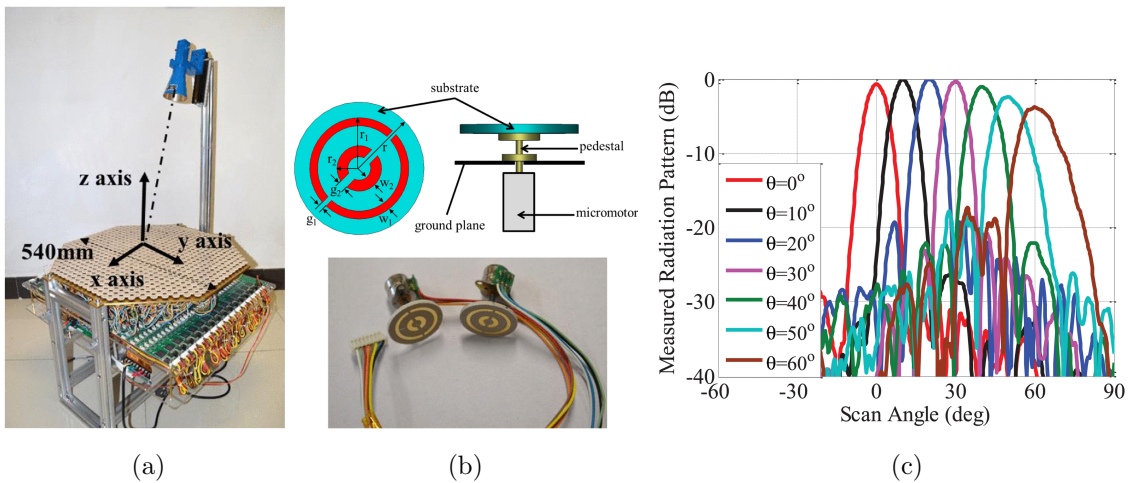 z axis
y axis
540mm
x axis
substrate
r₁
r
r₂
g₂
w₂
g₁
w₁
pedestal
micromotor
ground plane
Measured Radiation Pattern (dB)
0
-10
-20
-30
-40
θ=0°
θ=10°
θ=20°
θ=30°
θ=40°
θ=50°
θ=60°
-60
-30
0
30
60
90
Scan Angle (deg)
(a)
(b)
(c)